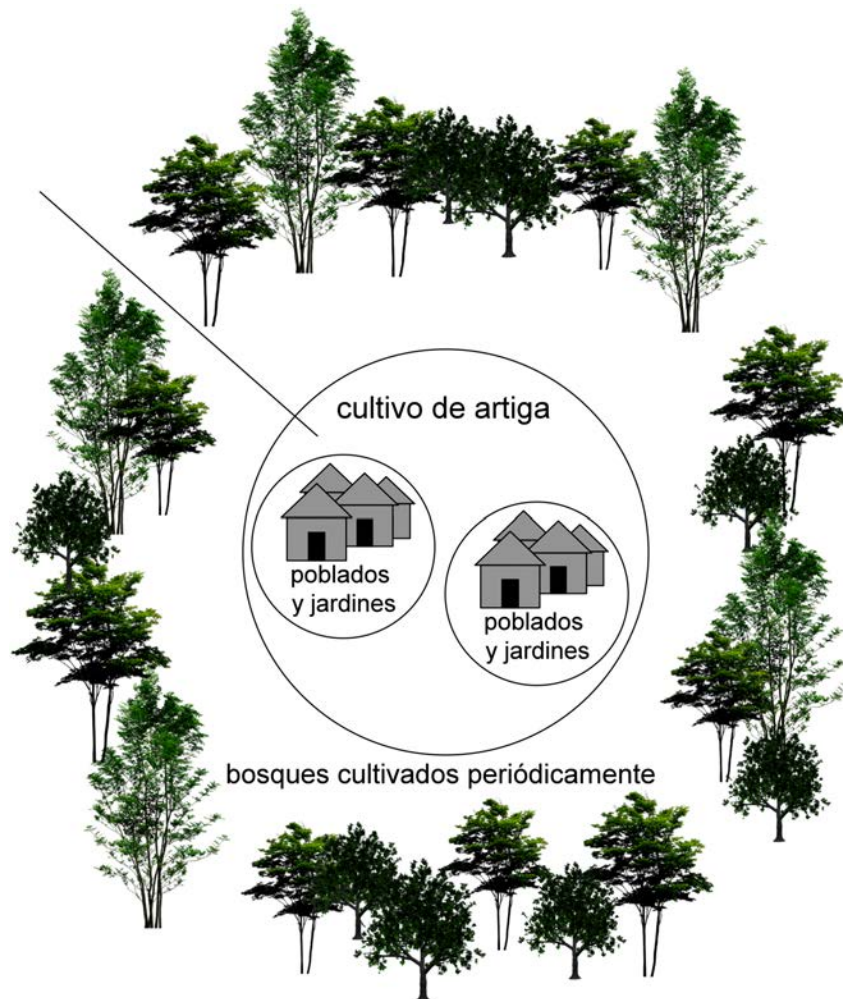 cultivo de artiga
poblados
y jardines
poblados
y jardines
bosques cultivados periódicamente